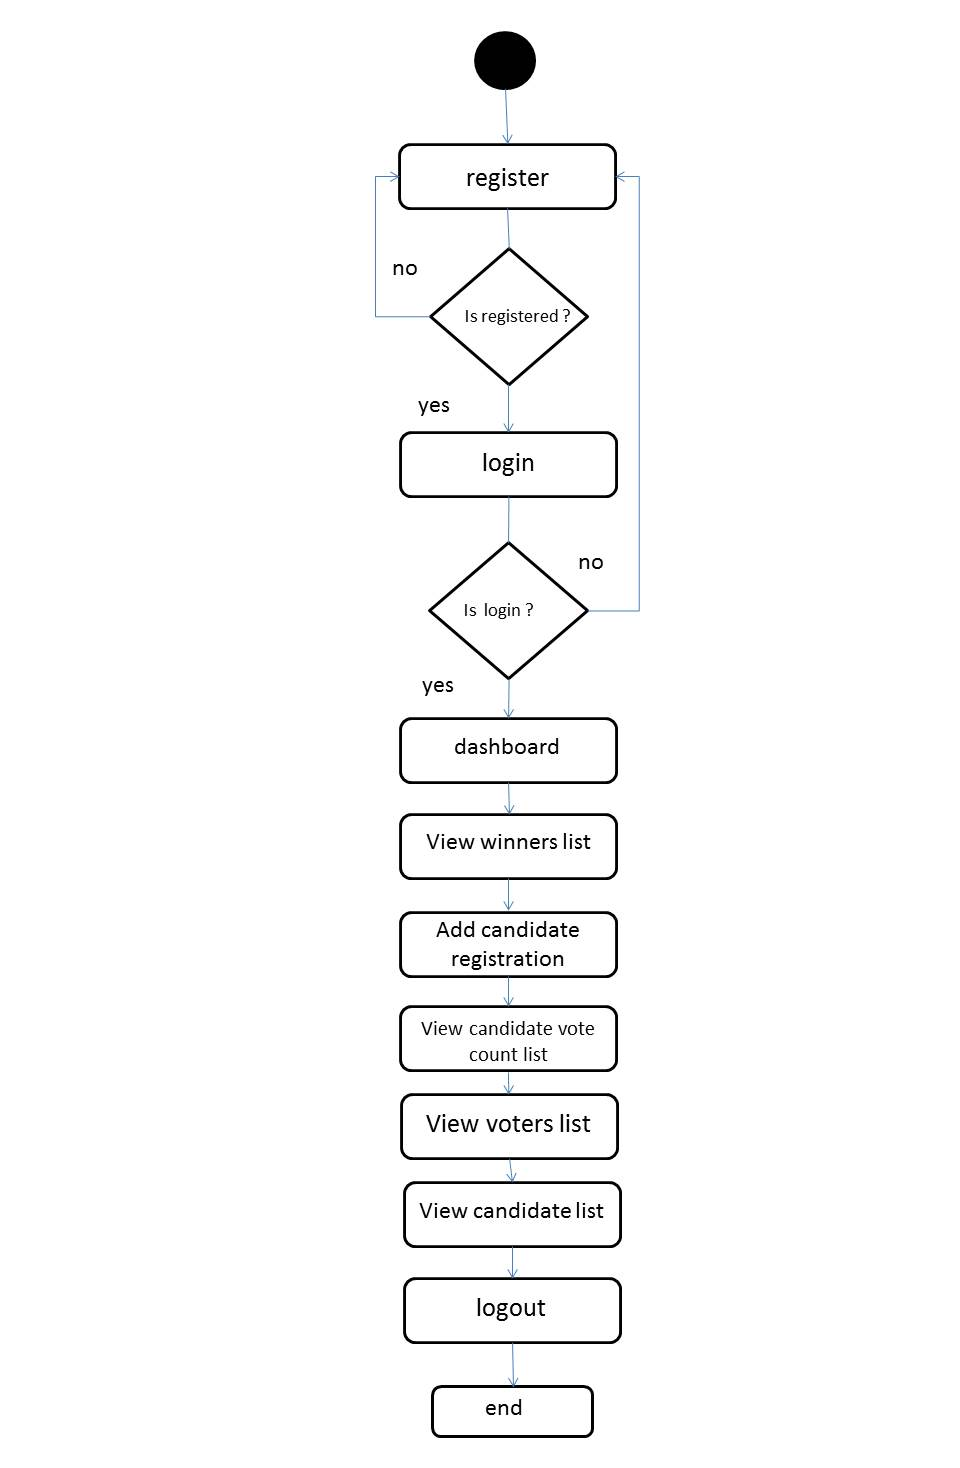 register
no
Is registered ?
yes
login
no
Is login ?
yes
dashboard
View winners list
Add candidate
registration
View candidate vote
count list
View voters list
View candidate list
logout
end